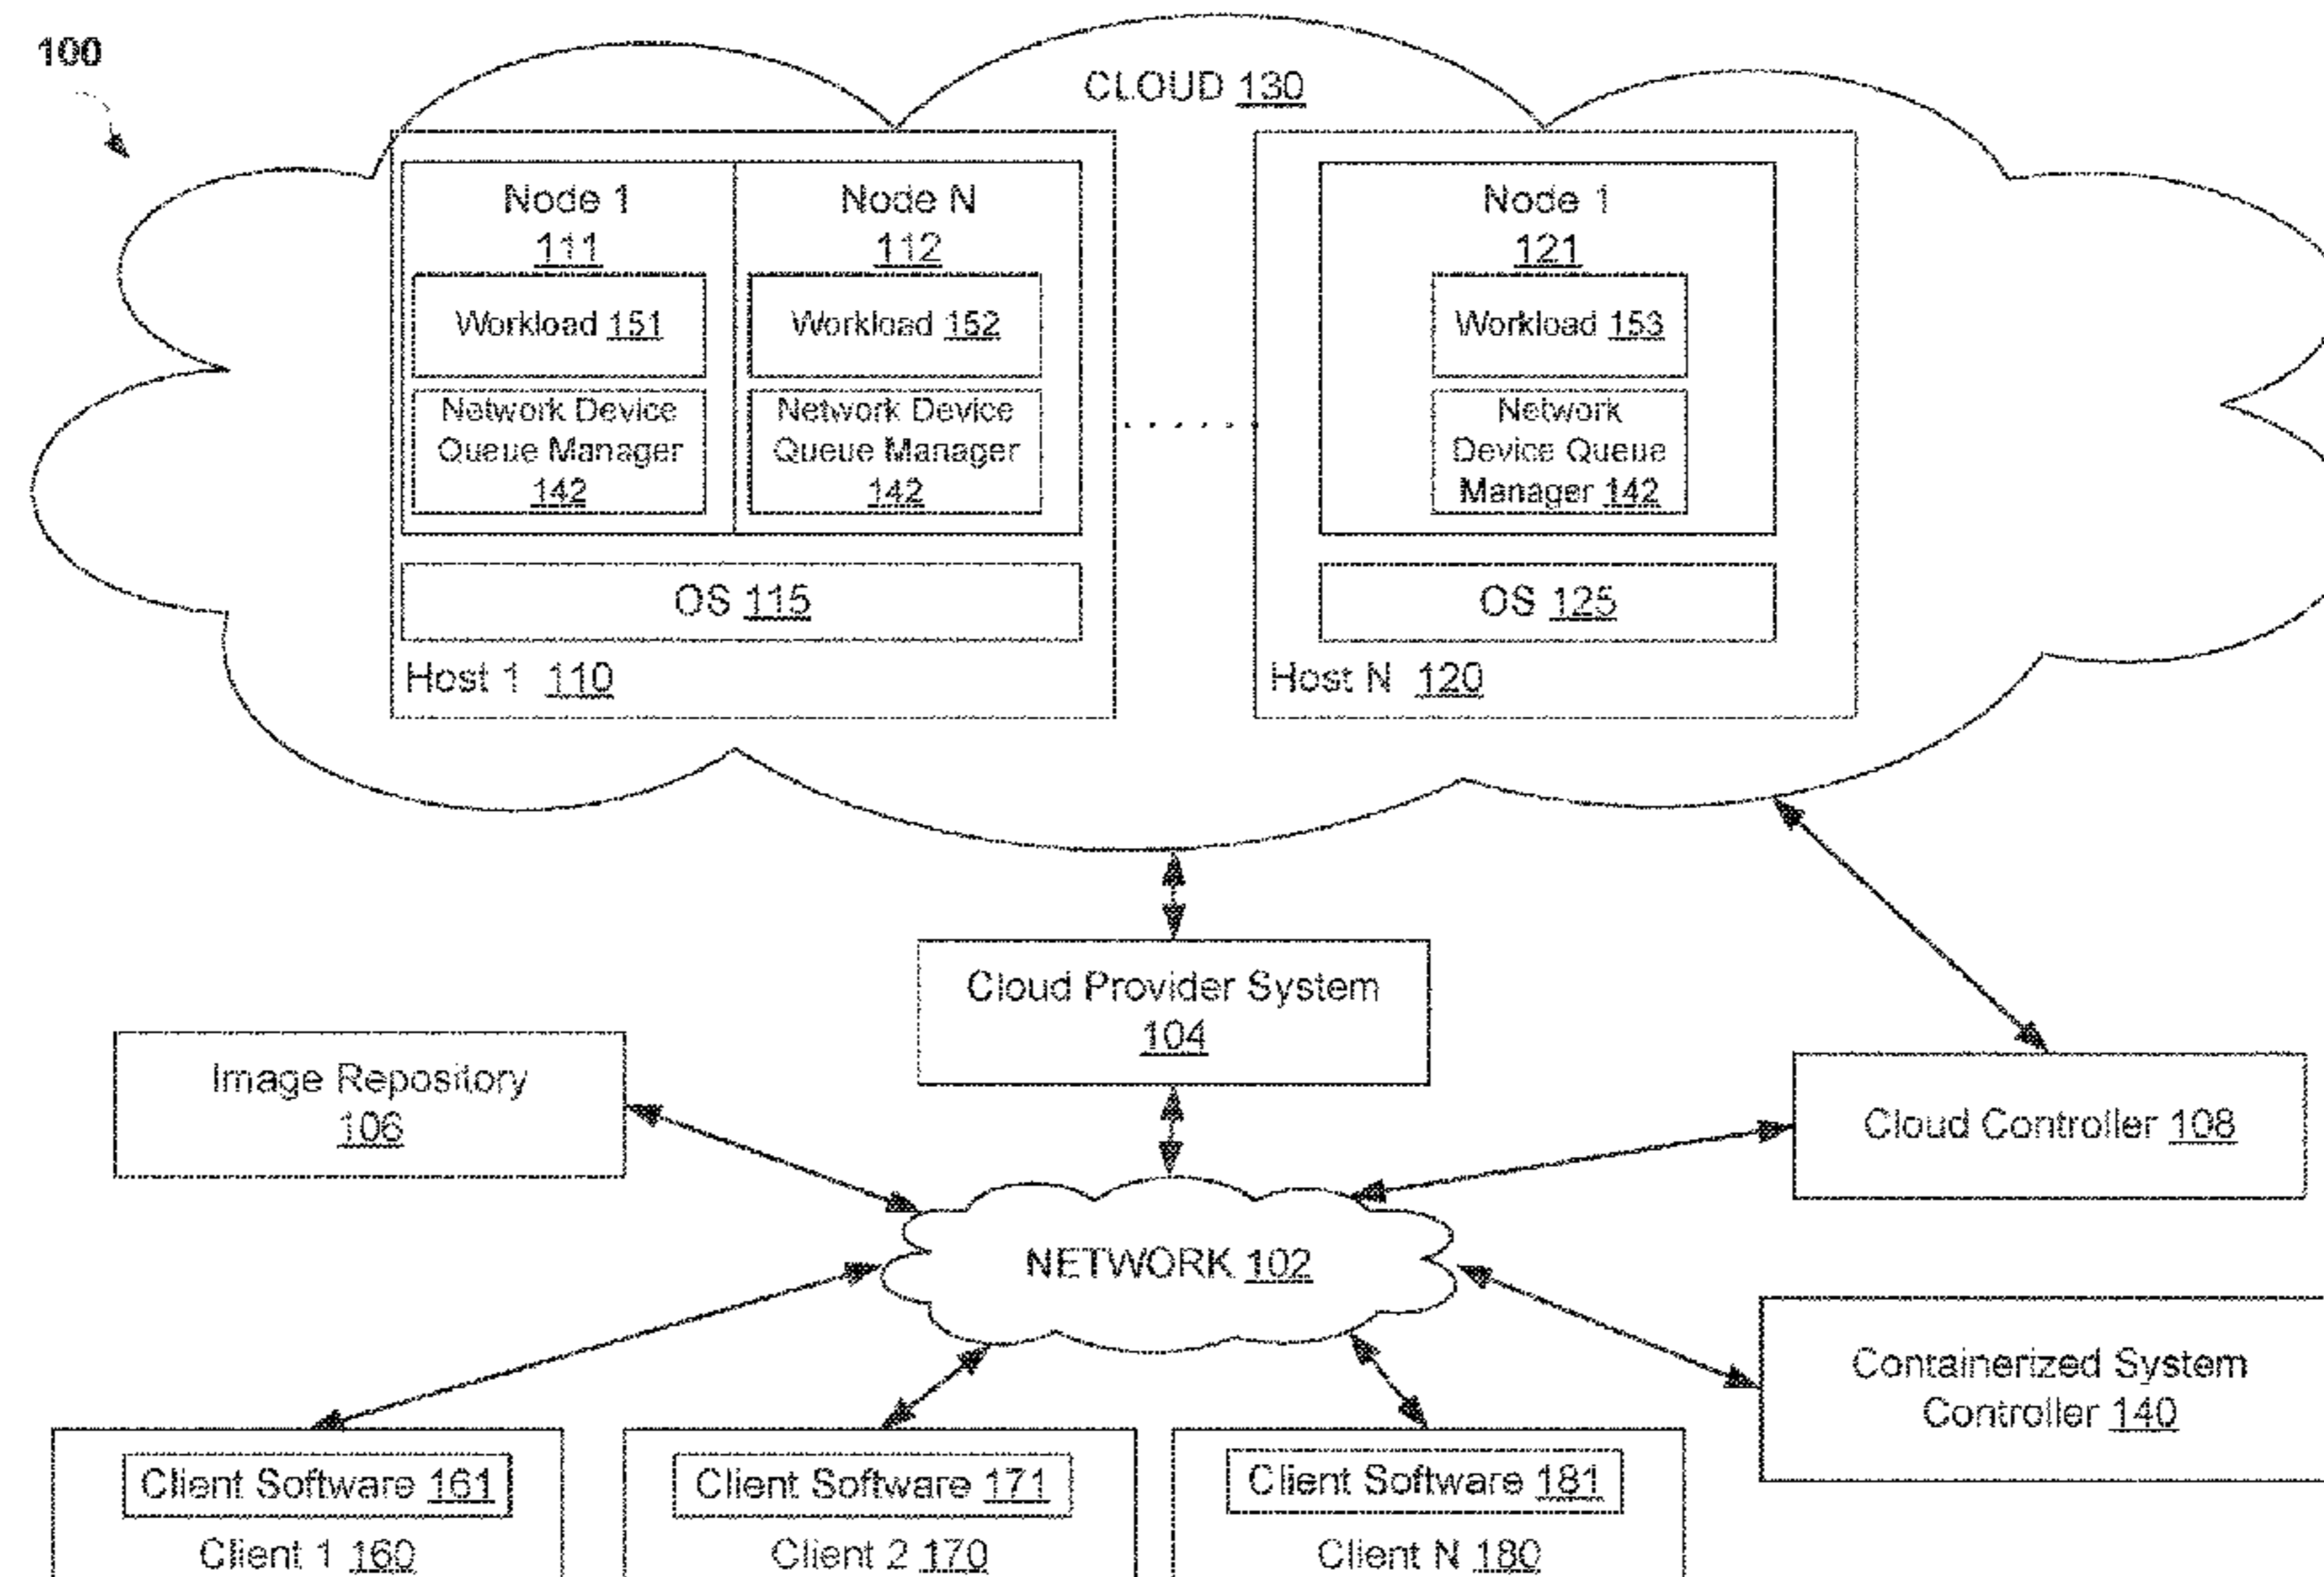 100
CLOUD 130
Node 1
111
Workload 151
Network Device
Queue Manager
142
Node N
112
Workload 152
Network Device
Queue Manager
142
OS 115
Host 1 110
Node 1
121
Workload 153
Network
Device Queue
Manager 142
OS 125
Host N 120
Cloud Provider System
104
Image Repository
106
Cloud Controller 108
NETWORK 102
Containerized System
Controller 140
Client Software 161
Client 1 160
Client Software 171
Client 2 170
Client Software 181
Client N 180